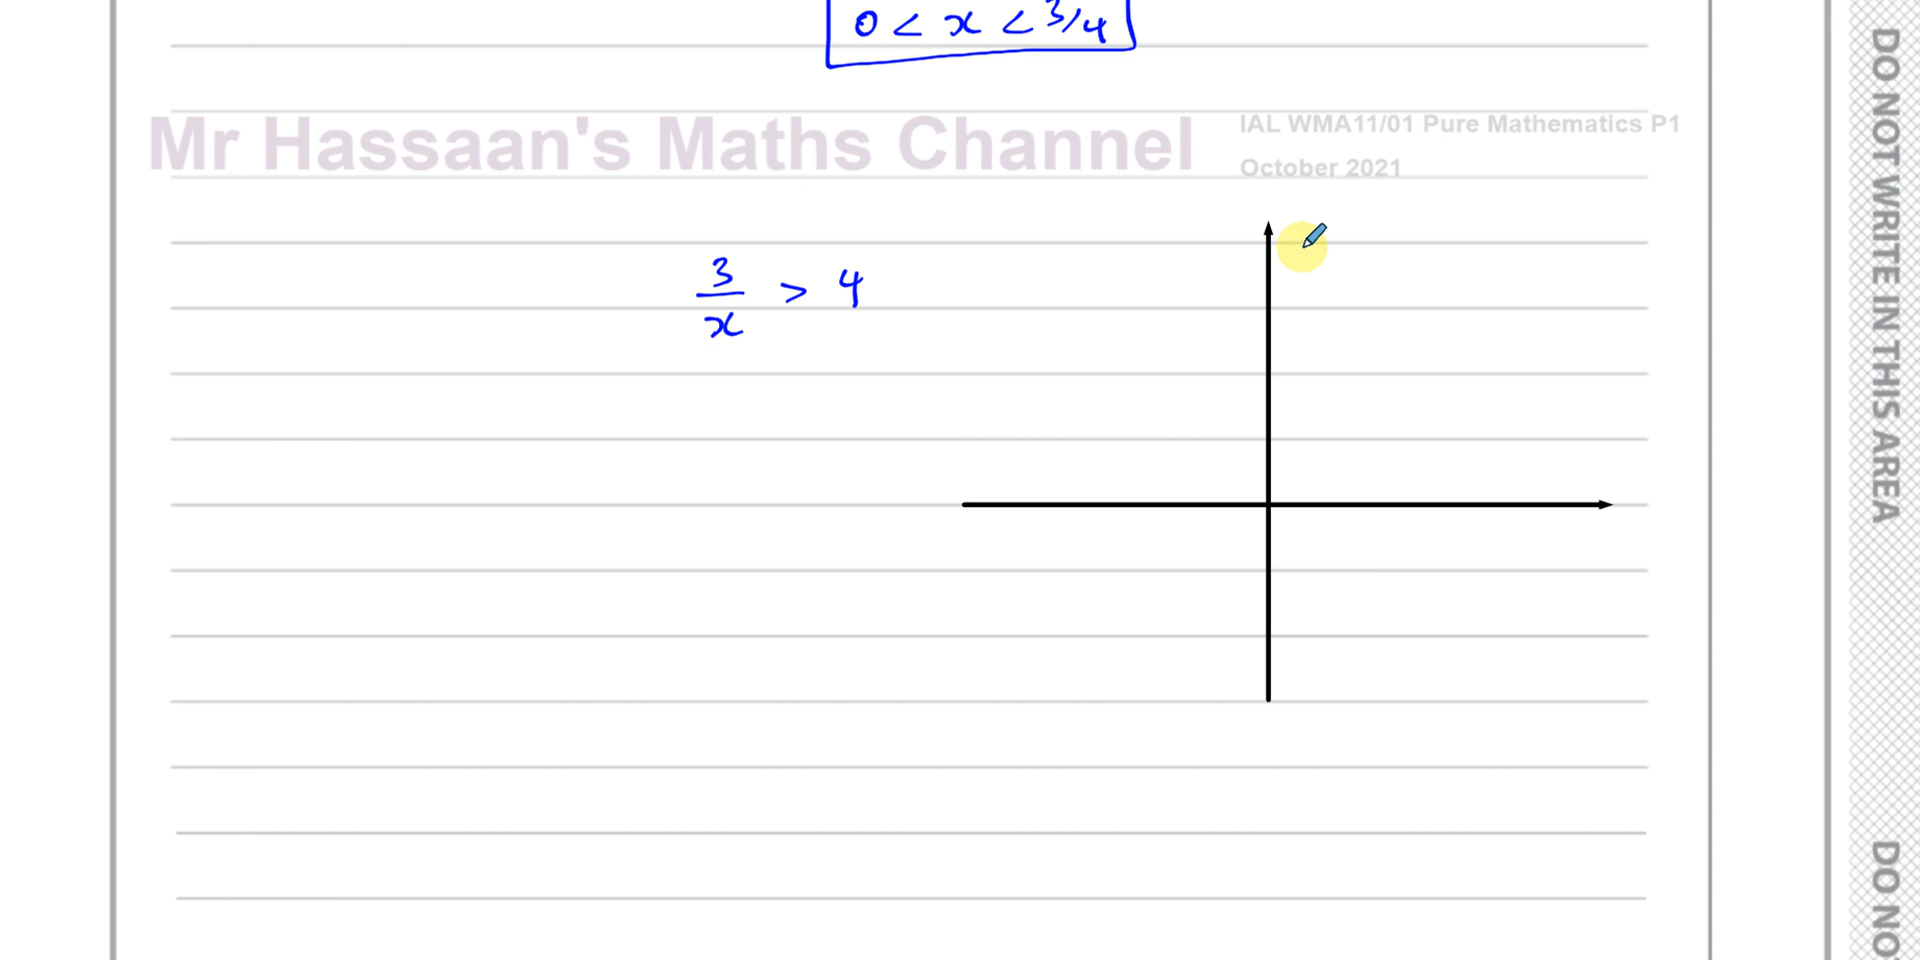 0 < x < 3/4
Mr Hassaan's Maths Channel
IAL WMA11/01 Pure Mathematics P1
October 2021
3/x > 4
DO NOT WRITE IN THIS AREA
DO NO